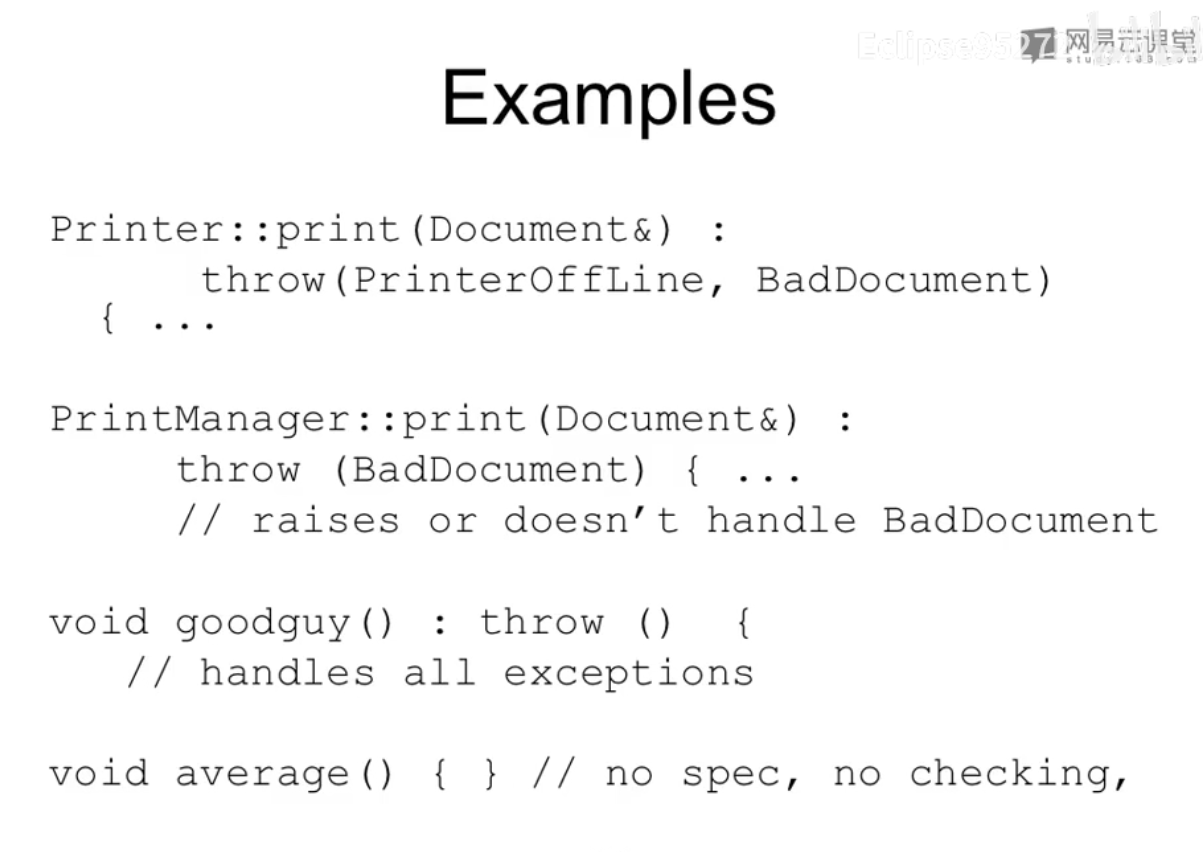 Eclipse9527
网易云课堂
Examples
Printer::print(Document&) :
throw(PrinterOffLine, BadDocument)
{ ...
PrintManager::print(Document&) :
throw (BadDocument) { ...
// raises or doesn’t handle BadDocument
void goodguy() : throw () {
// handles all exceptions
void average() { } // no spec, no checking,